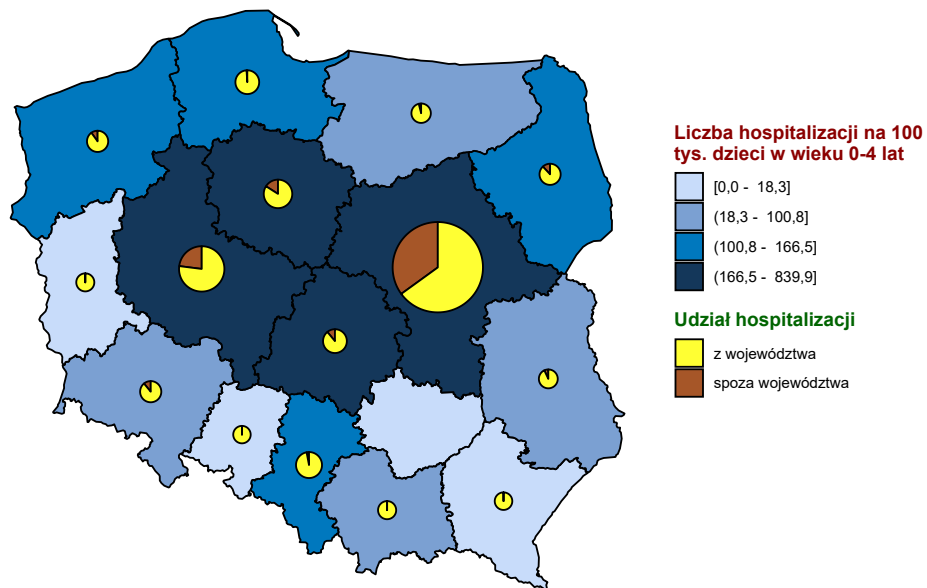 Liczba hospitalizacji na 100
tys. dzieci w wieku 0-4 lat
[0,0 - 18,3]
(18,3 - 100,8]
(100,8 - 166,5]
(166,5 - 839,9]
Udział hospitalizacji
z województwa
spoza województwa